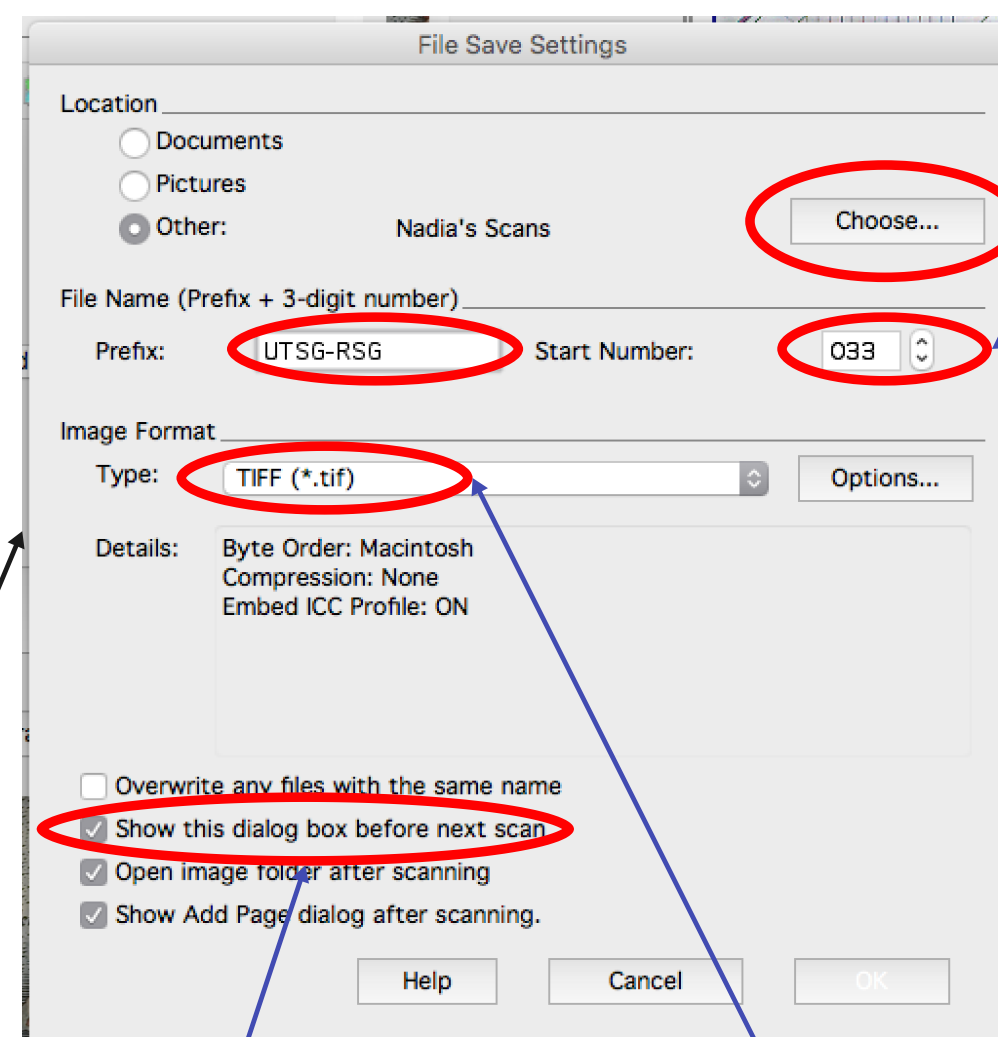 File Save Settings
Location
Documents
Pictures
Other: Nadia's Scans Choose...
File Name (Prefix + 3-digit number)
Prefix: UTSG-RSG Start Number: 033
Image Format
Type: TIFF (*.tif) Options...
Details: Byte Order: Macintosh
Compression: None
Embed ICC Profile: ON
Overwrite any files with the same name
Show this dialog box before next scan
Open image folder after scanning
Show Add Page dialog after scanning.
Help Cancel OK